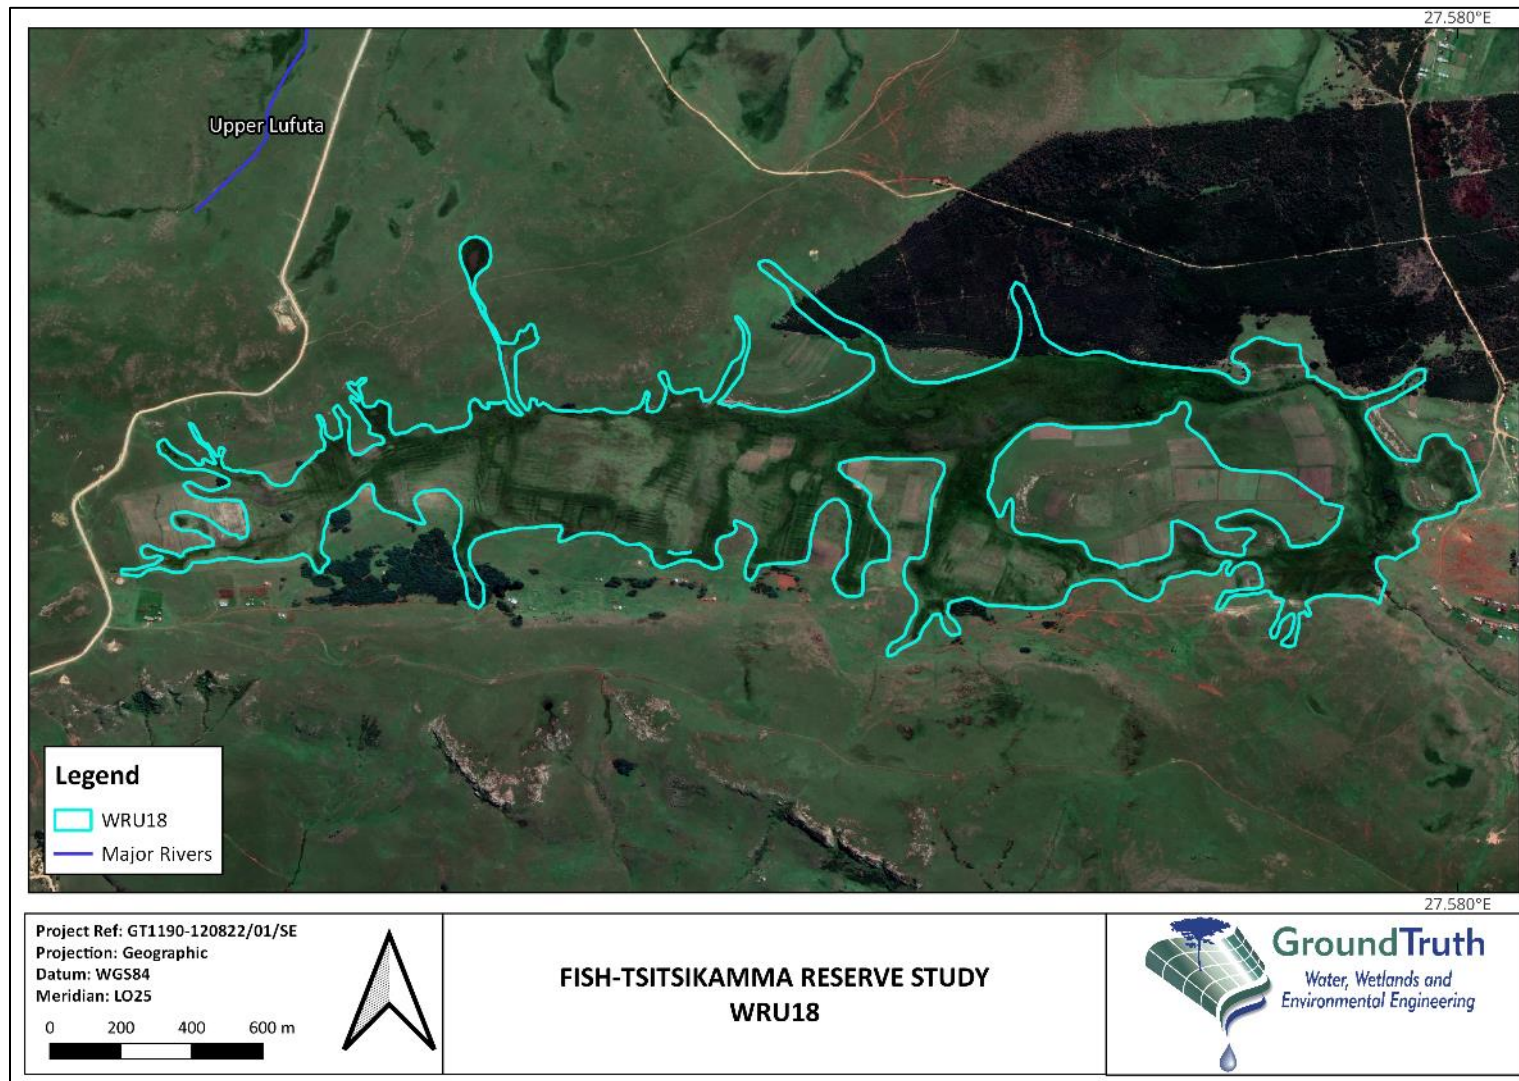 27.580°E
Upper Lufuta
Legend
WRU18
Major Rivers
27.580°E
Project Ref: GT1190-120822/01/SE
Projection: Geographic
Datum: WGS84
Meridian: LO25
0 200 400 600 m
FISH-TSITSIKAMMA RESERVE STUDY
WRU18
GroundTruth
Water, Wetlands and
Environmental Engineering